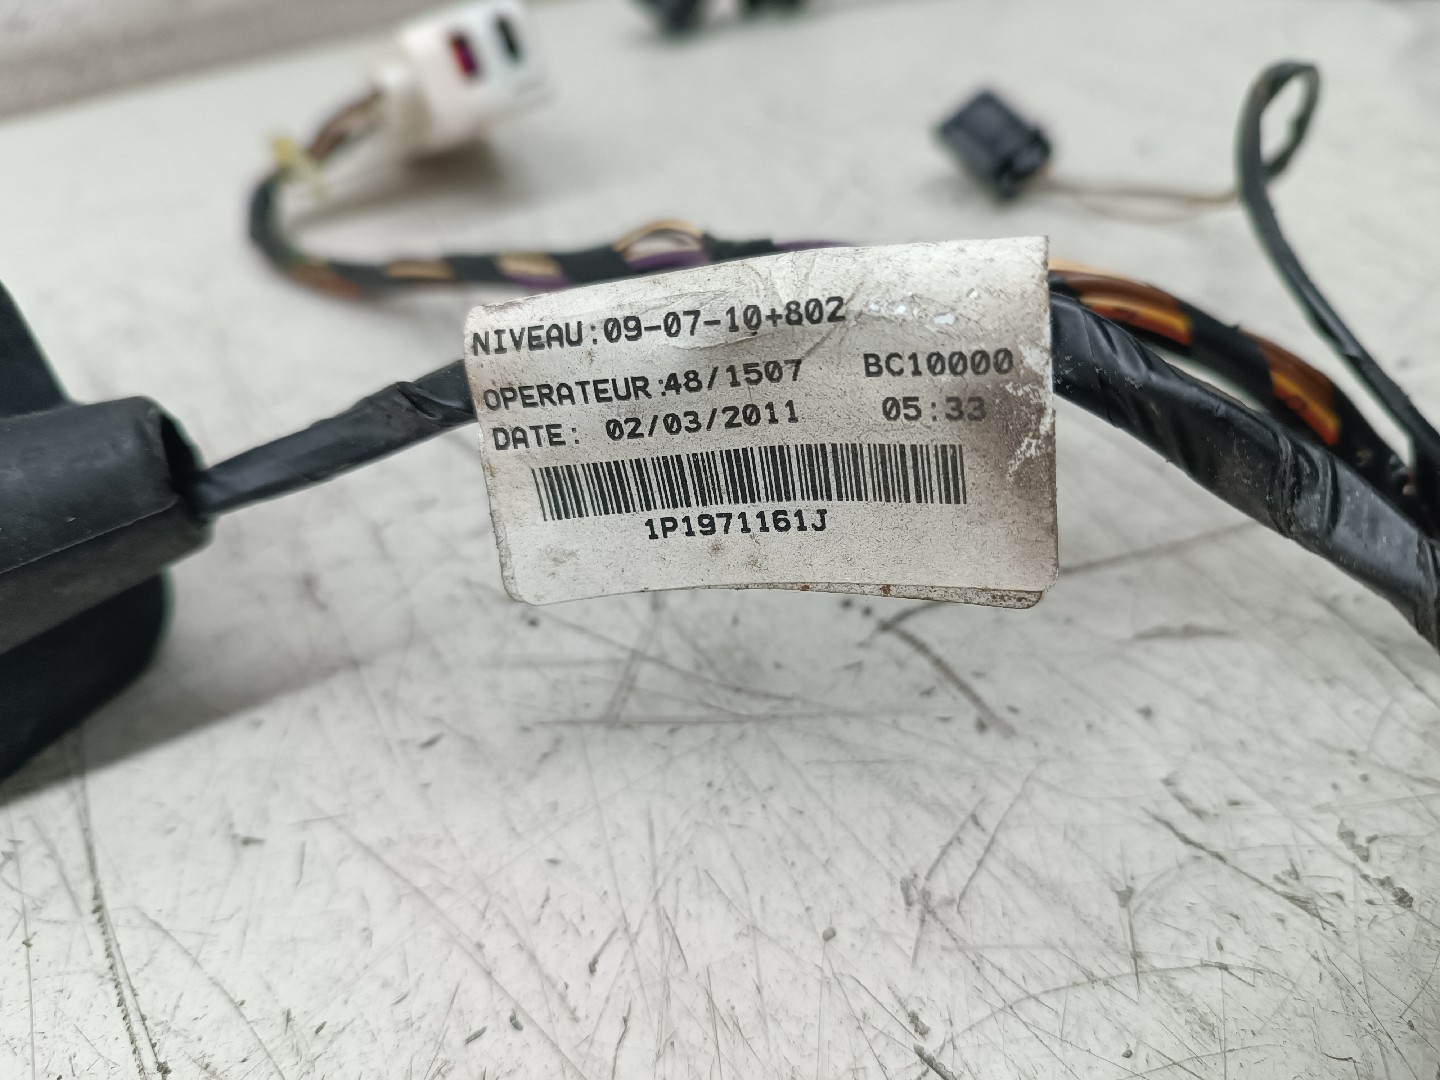 NIVEAU:09-07-10+802
OPERATEUR:48/1507 BC10000
DATE: 02/03/2011 05:33
1P1971161J